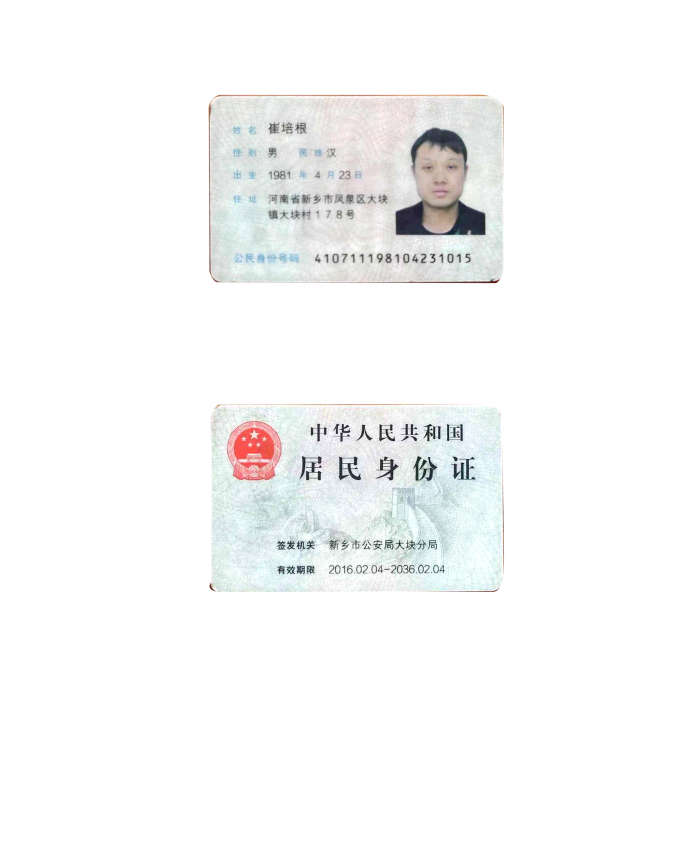 姓名 崔培根
性别 男 民族 汉
出生 1981 年 4 月 23 日
住址 河南省新乡市凤泉区大块
镇大块村178号
公民身份号码 410711198104231015
中华人民共和国
居民身份证
签发机关 新乡市公安局大块分局
有效期限 2016.02.04-2036.02.04